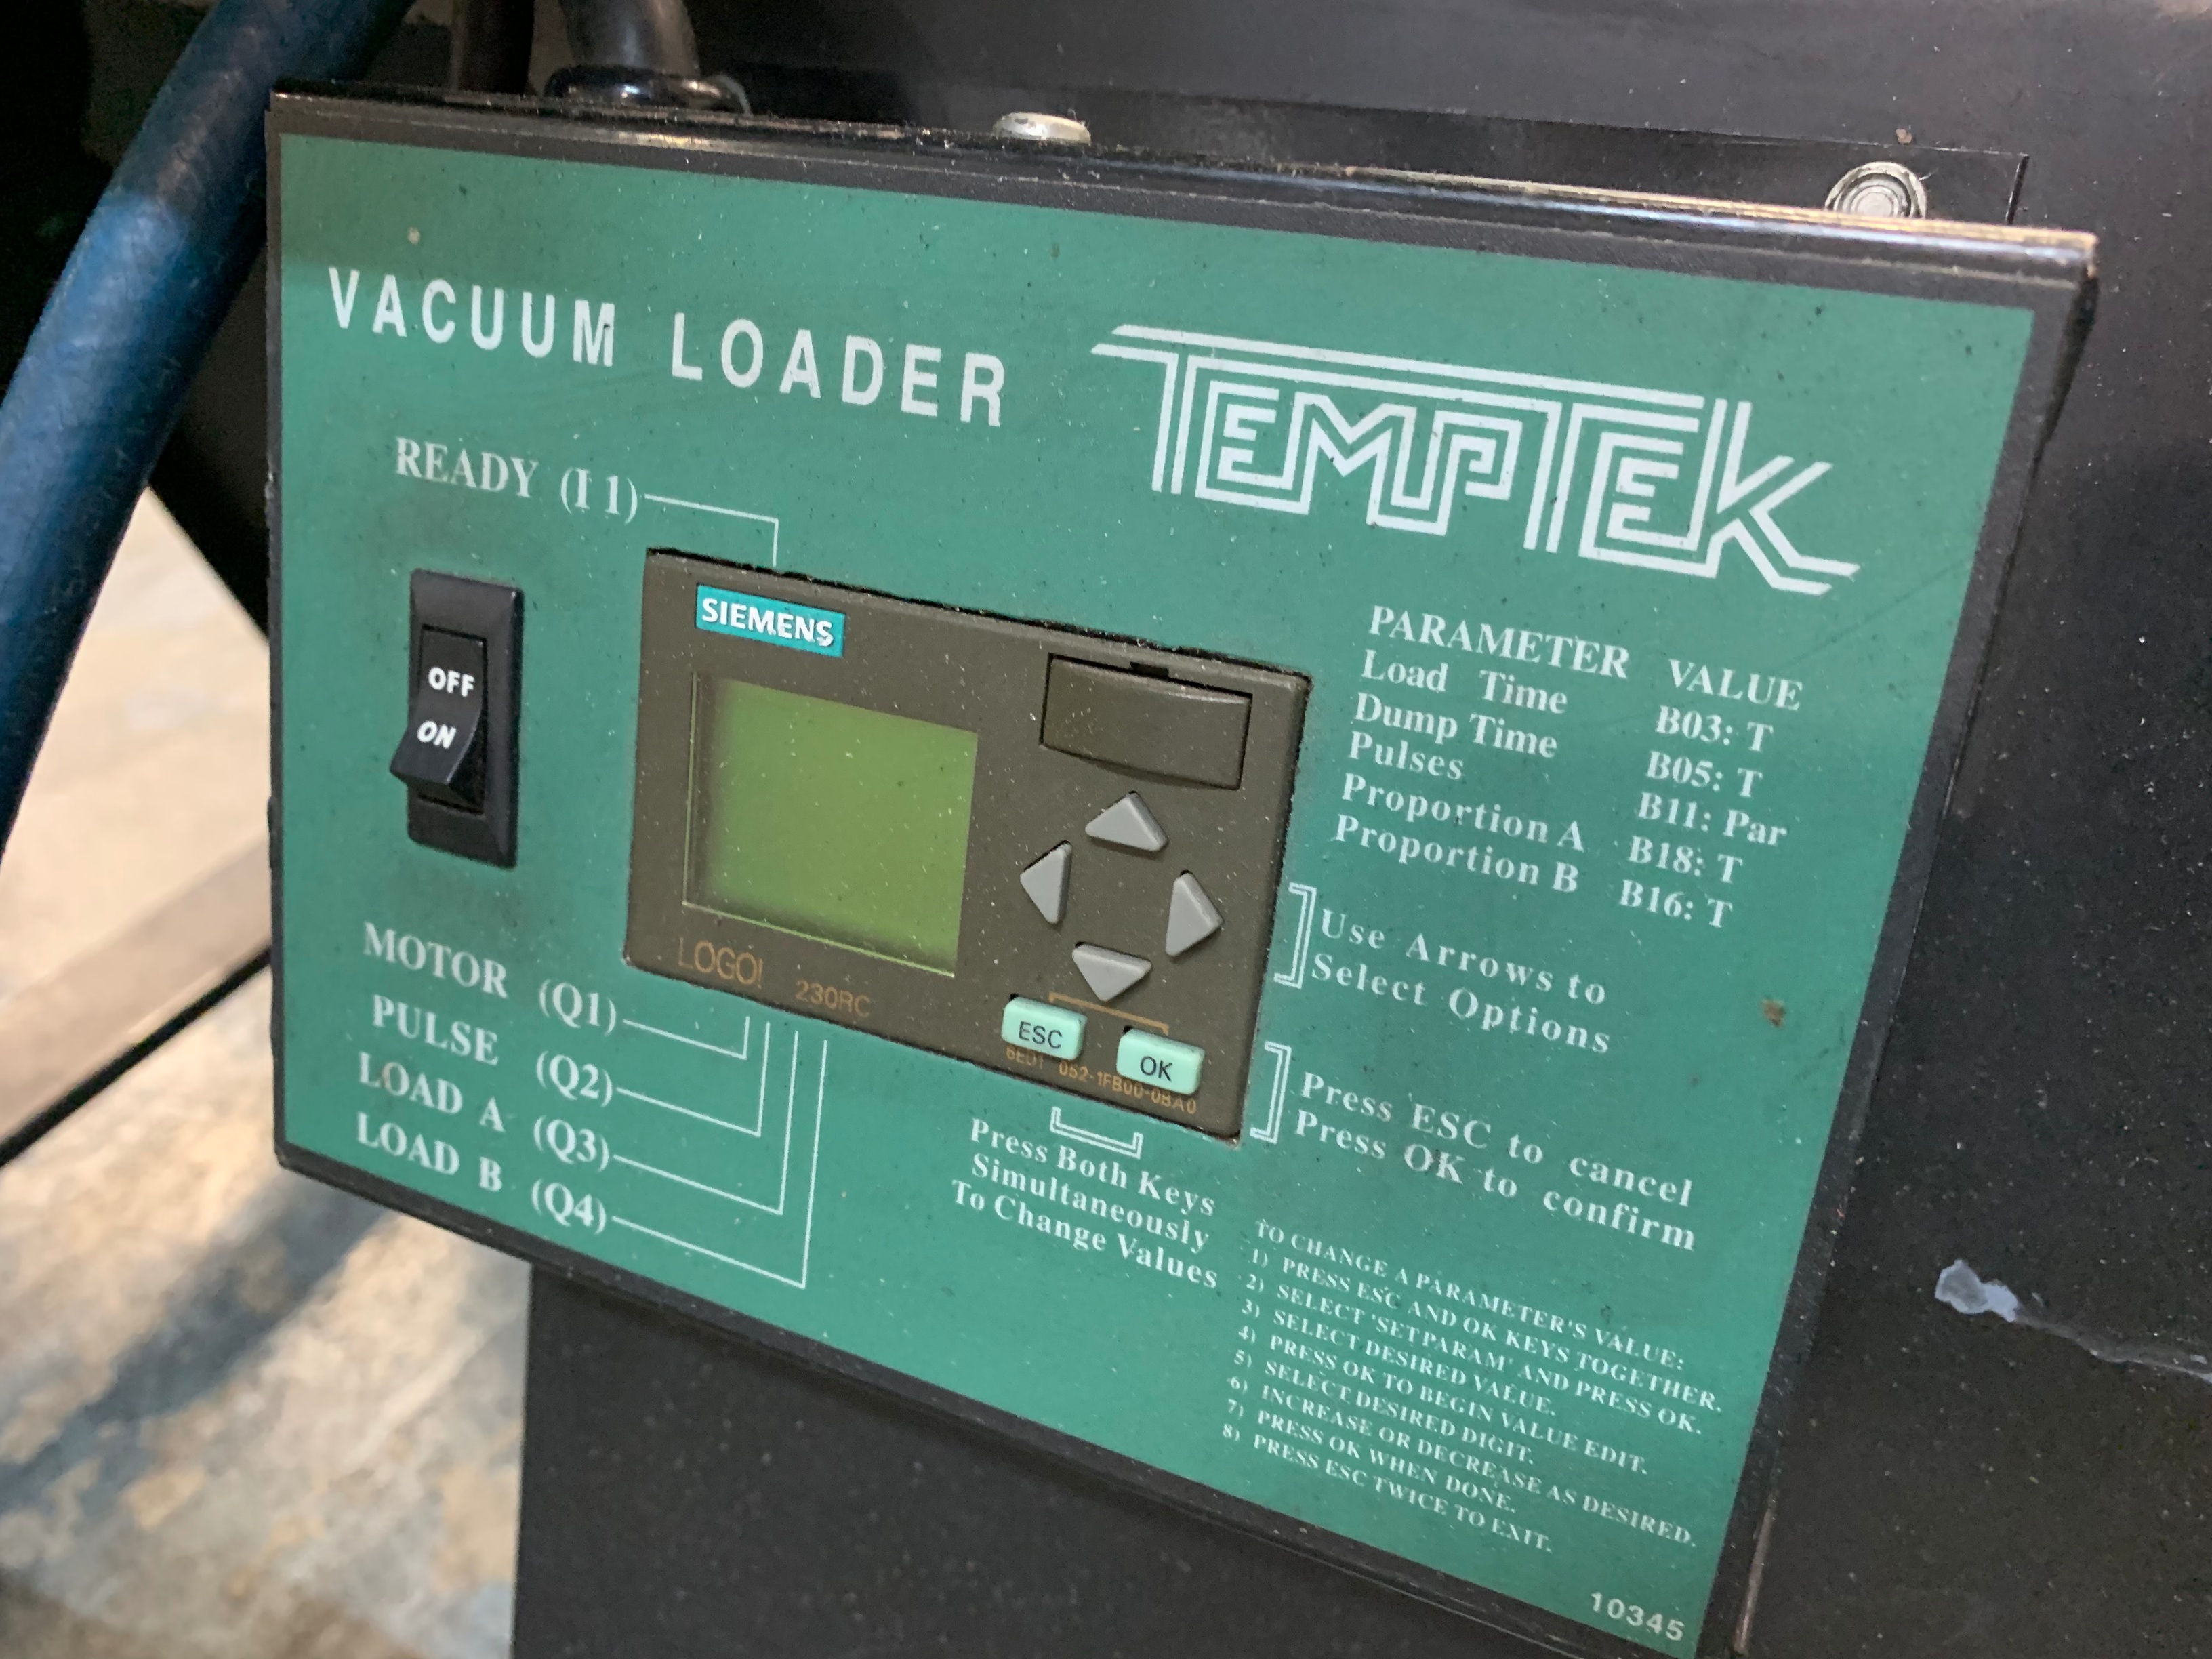 VACUUM LOADER
TEMPTEK
READY (I 1)
OFF
ON
SIEMENS
LOGO! 230RC
ESC
OK
6ED1 052-1FB00-0BA0
PARAMETER VALUE
Load Time B03: T
Dump Time B05: T
Pulses B11: Par
Proportion A B18: T
Proportion B B16: T
Use Arrows to
Select Options
Press ESC to cancel
Press OK to confirm
MOTOR (Q1)
PULSE (Q2)
LOAD A (Q3)
LOAD B (Q4)
Press Both Keys
Simultaneously
To Change Values
TO CHANGE A PARAMETER'S VALUE:
1) PRESS ESC AND OK KEYS TOGETHER.
2) SELECT 'SETPARAM' AND PRESS OK.
3) SELECT DESIRED VALUE.
4) PRESS OK TO BEGIN VALUE EDIT.
5) SELECT DESIRED DIGIT.
6) INCREASE OR DECREASE AS DESIRED.
7) PRESS OK WHEN DONE.
8) PRESS ESC TWICE TO EXIT.
10345